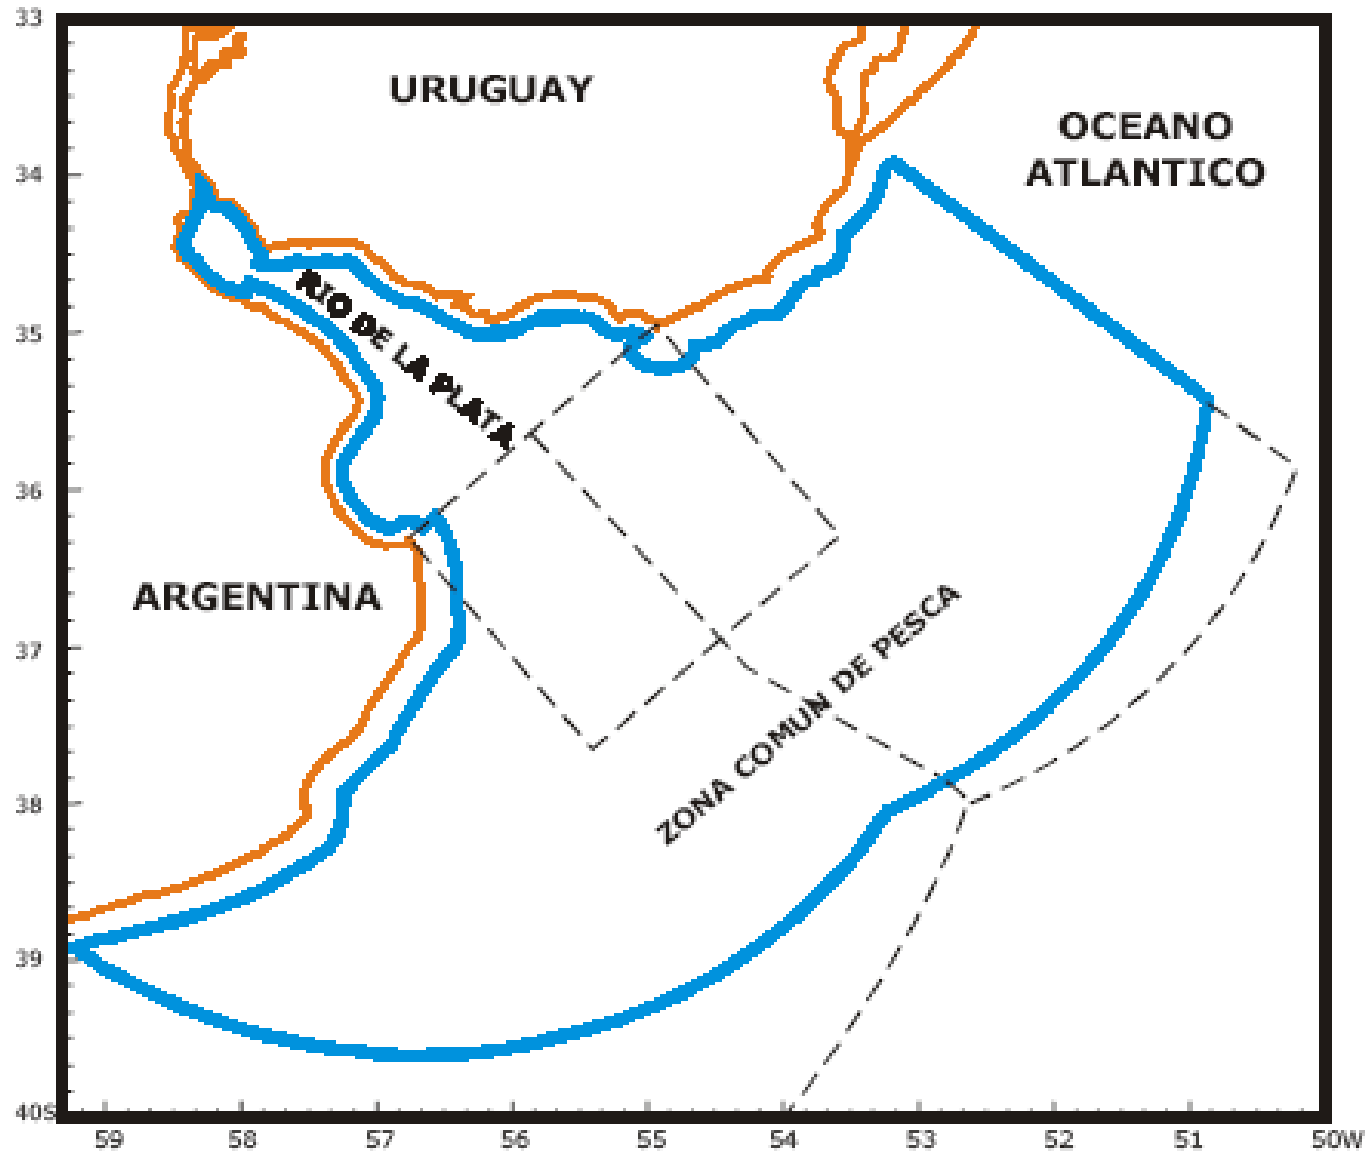 33
URUGUAY
OCEANO
ATLANTICO
34
RIO DE LA PLATA
35
36
ARGENTINA
37
ZONA COMUN DE PESCA
38
39
40S
59 58 57 56 55 54 53 52 51 50W